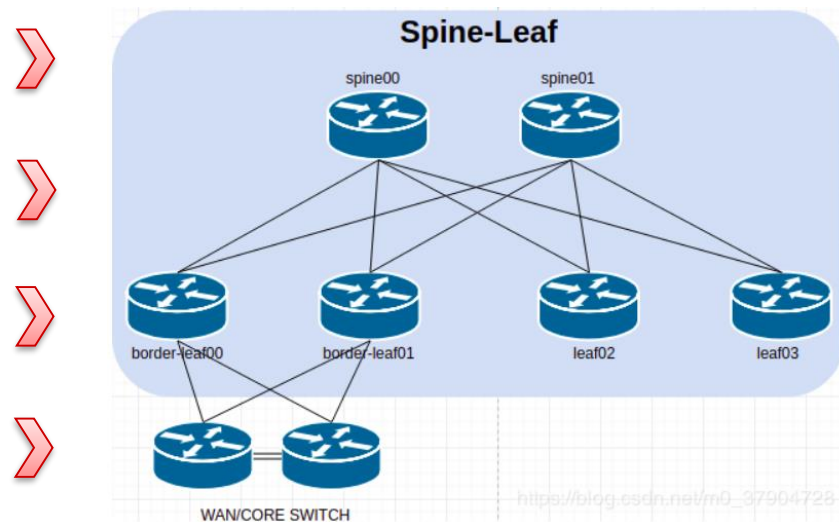 Spine-Leaf
spine00 spine01
border-leaf00 border-leaf01 leaf02 leaf03
WAN/CORE SWITCH
https://blog.csdn.net/m0_37904728